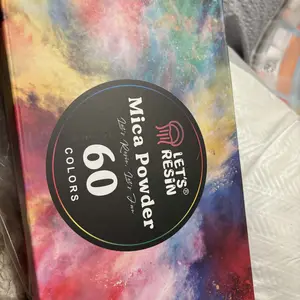 LET'S®
RESIN
Mica Powder
Let's Resin Let's Fun
60
COLORS